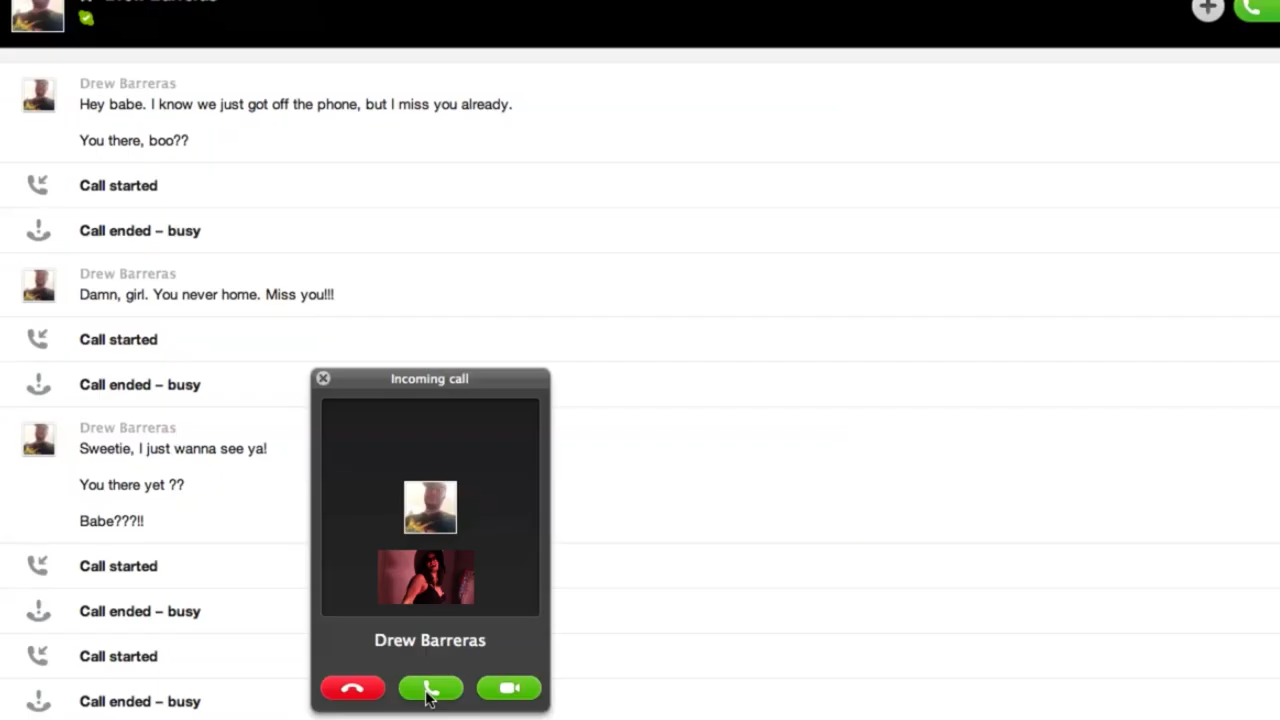 Drew Barreras
Drew Barreras
Hey babe. I know we just got off the phone, but I miss you already.
You there, boo??
Call started
Call ended – busy
Drew Barreras
Damn, girl. You never home. Miss you!!!
Call started
Call ended – busy
Drew Barreras
Sweetie, I just wanna see ya!
You there yet ??
Babe???!!
Call started
Call ended – busy
Call started
Call ended – busy
Incoming call
Drew Barreras